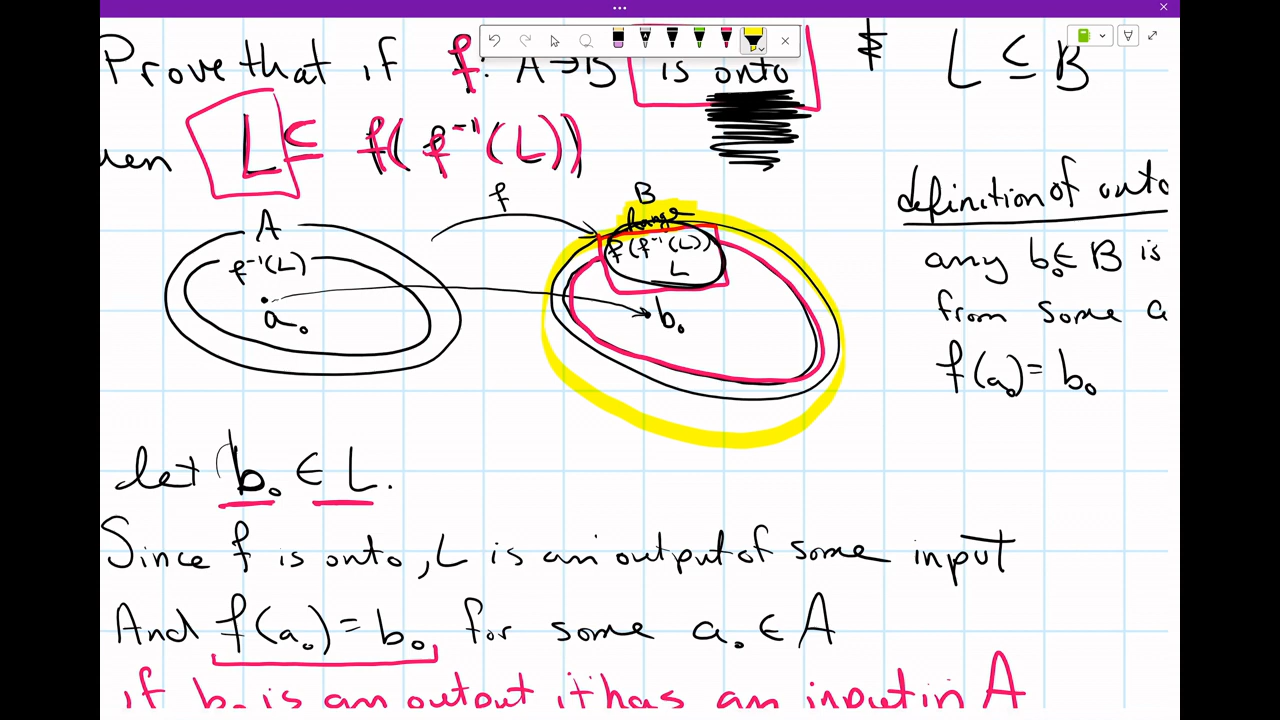 Prove that if f: A→B is onto & L ⊆ B
hen L ⊆ f(f⁻¹(L))
A
f⁻¹(L)
a₀
f
B
Range
f(f⁻¹(L))
L
b₀
definition of onto
any b₀∈ B is
from some a
f(a₀)= b₀
let b₀ ∈ L.
Since f is onto, L is an output of some input
And f(a₀)= b₀ for some a₀ ∈ A
if b₀ is an output it has an input in A